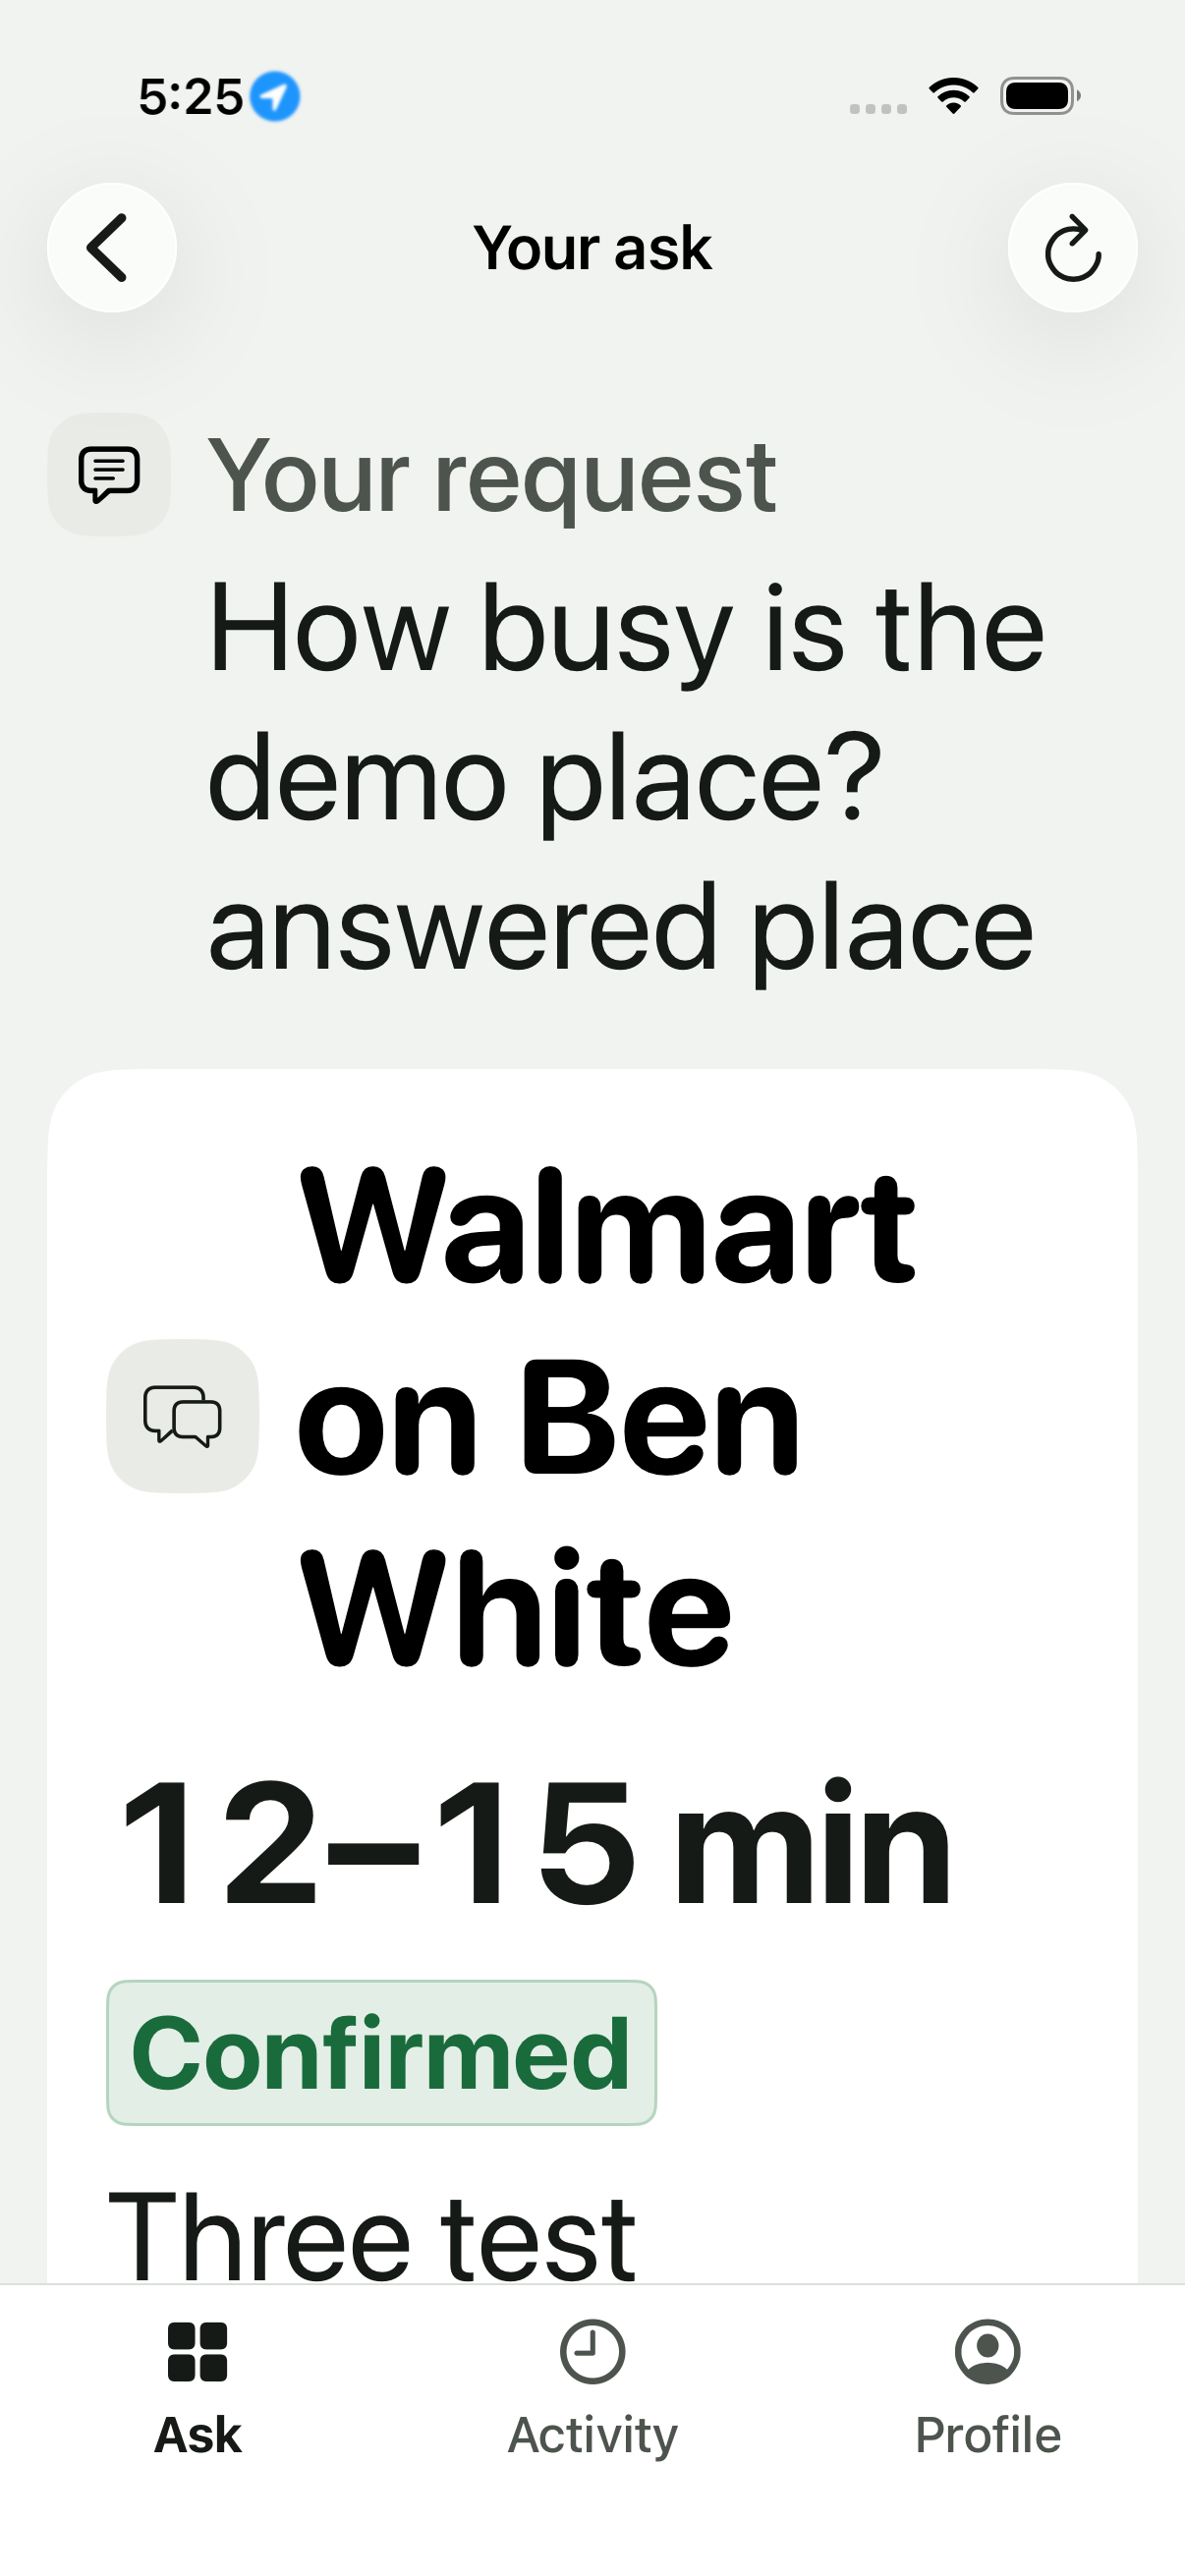 5:25
Your ask
Your request
How busy is the
demo place?
answered place
Walmart
on Ben
White
12–15 min
Confirmed
Three test
Ask
Activity
Profile